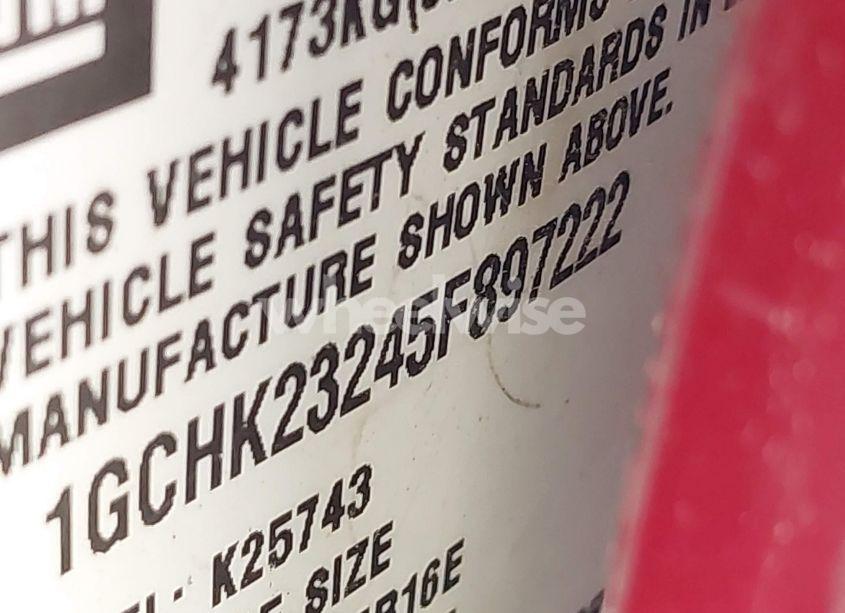 4173KG
THIS VEHICLE CONFORMS
VEHICLE SAFETY STANDARDS IN
MANUFACTURE SHOWN ABOVE.
1GCHK23245F897222
K25743
SIZE